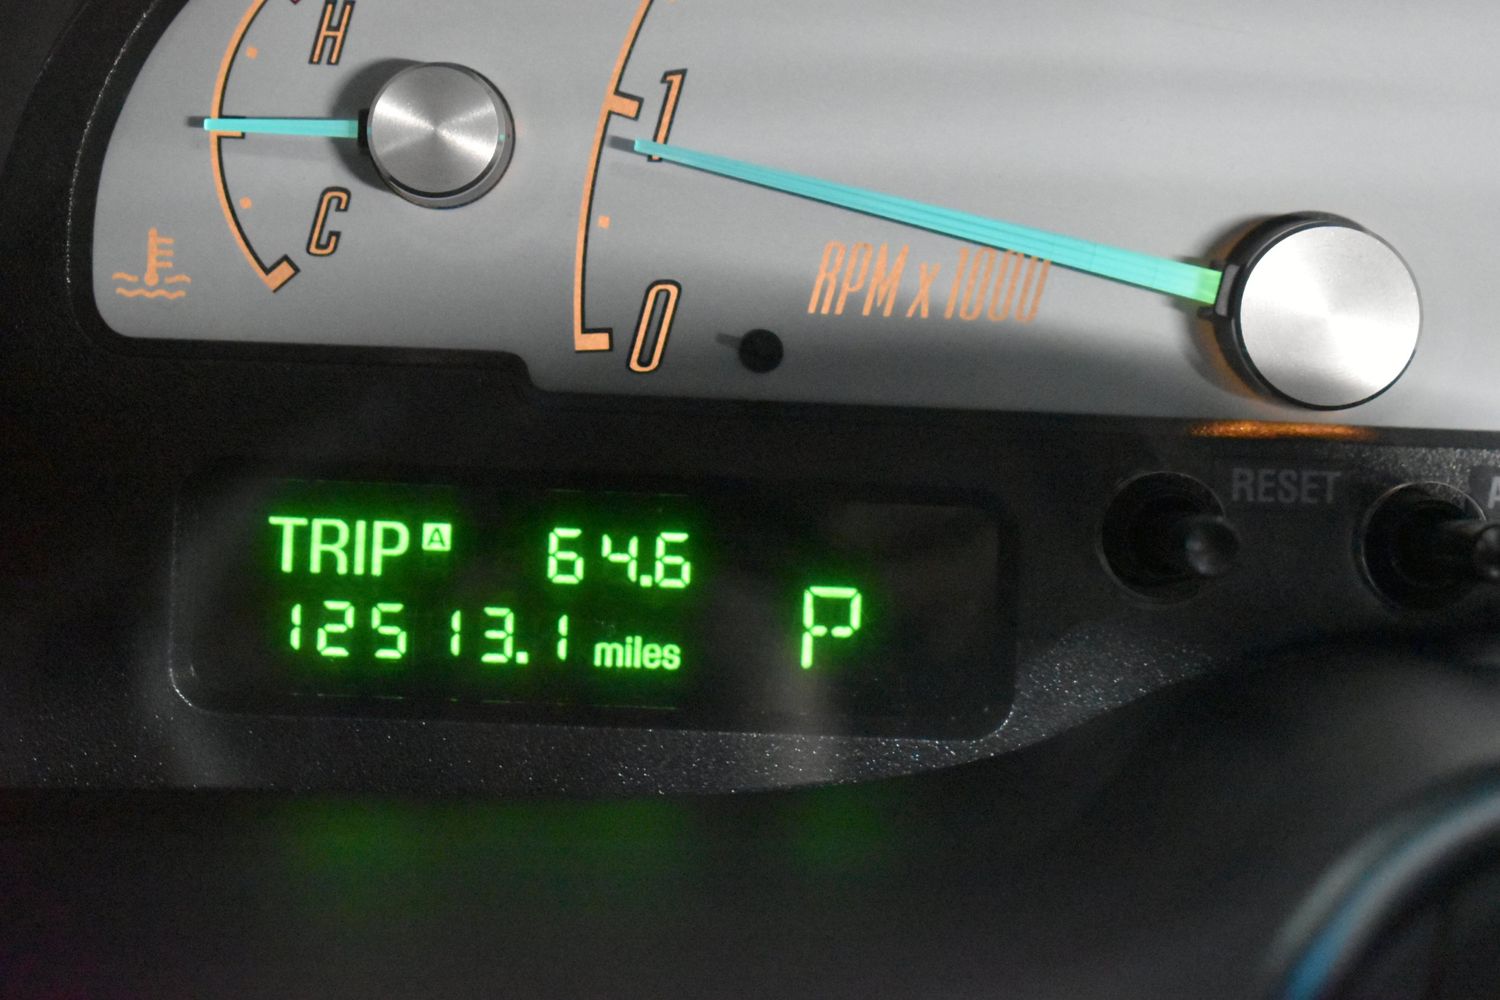 H
C
1
RPM x 1000
0
RESET
A
TRIP A 64.6
12513.1 miles
P